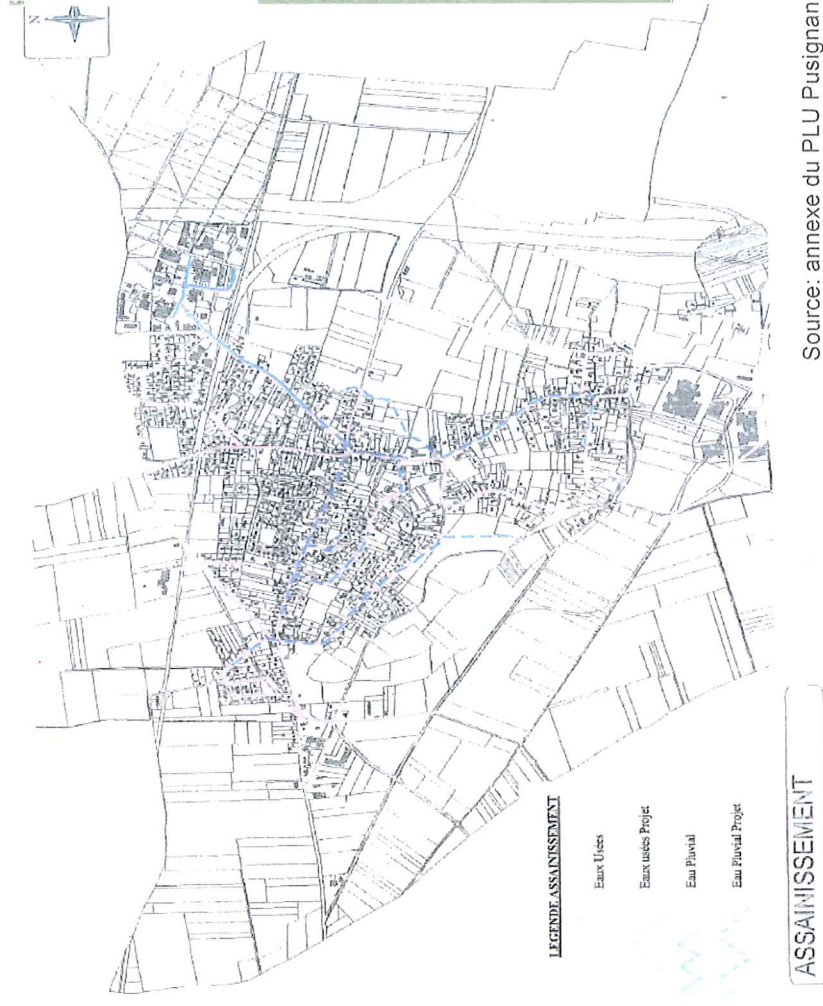 N
LEGENDE ASSAINISSEMENT
Eaux Usées
Eaux usées Projet
Eau Pluvial
Eau Pluvial Projet
ASSAINISSEMENT
Source: annexe du PLU Pusignan